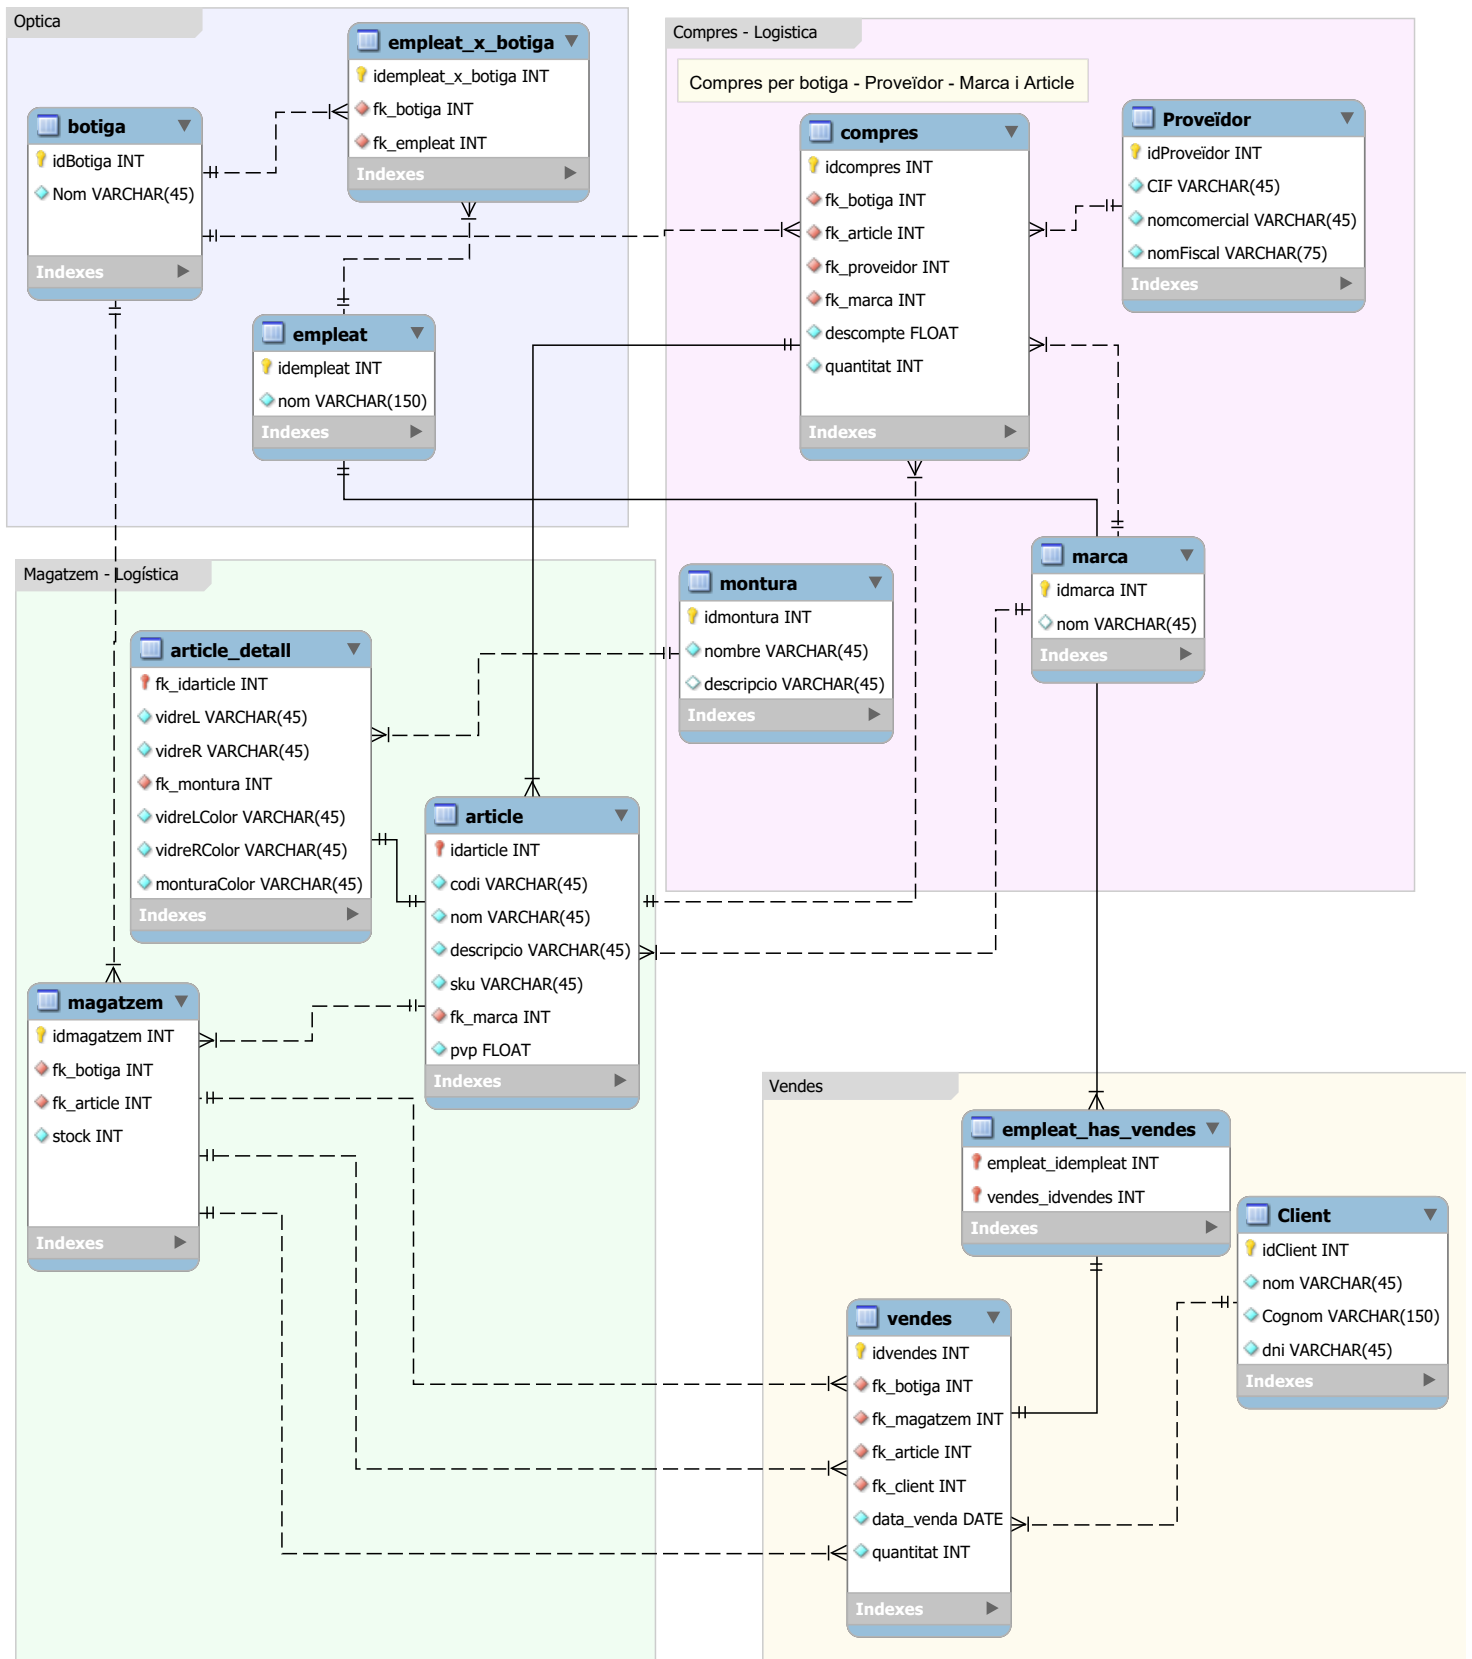 Optica
empleat_x_botiga
idempleat_x_botiga INT
fk_botiga INT
fk_empleat INT
Indexes
botiga
idBotiga INT
Nom VARCHAR(45)
Indexes
empleat
idempleat INT
nom VARCHAR(150)
Indexes
Compres - Logistica
Compres per botiga - Proveïdor - Marca i Article
compres
idcompres INT
fk_botiga INT
fk_article INT
fk_proveidor INT
fk_marca INT
descompte FLOAT
quantitat INT
Indexes
Proveïdor
idProveïdor INT
CIF VARCHAR(45)
nomcomercial VARCHAR(45)
nomFiscal VARCHAR(75)
Indexes
marca
idmarca INT
nom VARCHAR(45)
Indexes
montura
idmontura INT
nombre VARCHAR(45)
descripcio VARCHAR(45)
Indexes
Magatzem - Logística
article_detall
fk_idarticle INT
vidreL VARCHAR(45)
vidreR VARCHAR(45)
fk_montura INT
vidreLColor VARCHAR(45)
vidreRColor VARCHAR(45)
monturaColor VARCHAR(45)
Indexes
article
idarticle INT
codi VARCHAR(45)
nom VARCHAR(45)
descripcio VARCHAR(45)
sku VARCHAR(45)
fk_marca INT
pvp FLOAT
Indexes
magatzem
idmagatzem INT
fk_botiga INT
fk_article INT
stock INT
Indexes
Vendes
empleat_has_vendes
empleat_idempleat INT
vendes_idvendes INT
Indexes
Client
idClient INT
nom VARCHAR(45)
Cognom VARCHAR(150)
dni VARCHAR(45)
Indexes
vendes
idvendes INT
fk_botiga INT
fk_magatzem INT
fk_article INT
fk_client INT
data_venda DATE
quantitat INT
Indexes